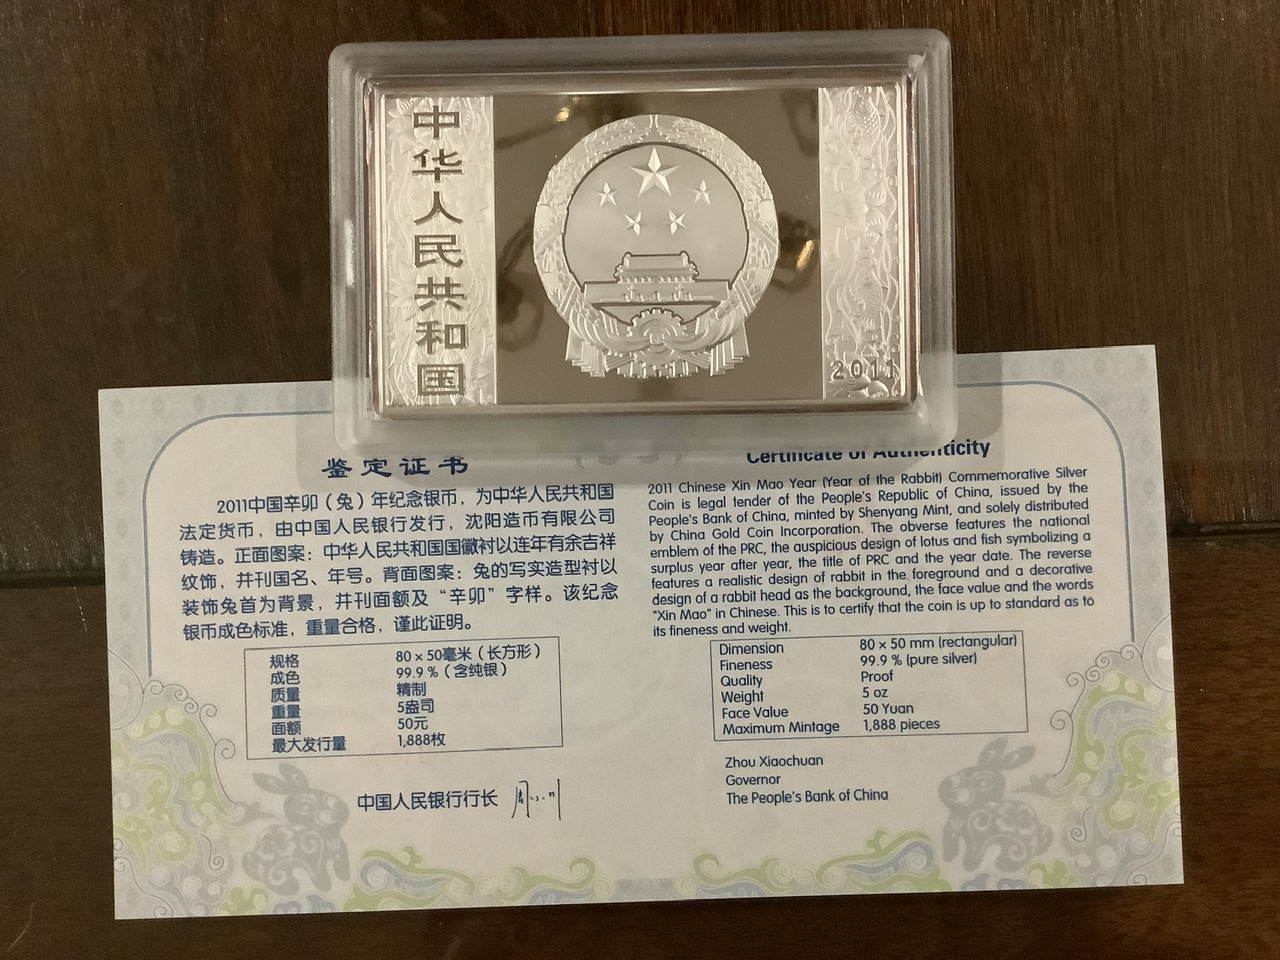 中华人民共和国
2011
鉴定证书
2011中国辛卯（兔）年纪念银币，为中华人民共和国
法定货币，由中国人民银行发行，沈阳造币有限公司
铸造。正面图案：中华人民共和国国徽衬以连年有余吉祥
纹饰，并刊国名、年号。背面图案：兔的写实造型衬以
装饰兔首为背景，并刊面额及“辛卯”字样。该纪念
银币成色标准，重量合格，谨此证明。
规格 80×50毫米（长方形）
成色 99.9%（含纯银）
质量 精制
重量 5盎司
面额 50元
最大发行量 1,888枚
中国人民银行行长
Certificate of Authenticity
2011 Chinese Xin Mao Year (Year of the Rabbit) Commemorative Silver
Coin is legal tender of the People's Republic of China, issued by the
People's Bank of China, minted by Shenyang Mint, and solely distributed
by China Gold Coin Incorporation. The obverse features the national
emblem of the PRC, the auspicious design of lotus and fish symbolizing a
surplus year after year, the title of PRC and the year date. The reverse
features a realistic design of rabbit in the foreground and a decorative
design of a rabbit head as the background, the face value and the words
"Xin Mao" in Chinese. This is to certify that the coin is up to standard as to
its fineness and weight.
Dimension 80×50 mm (rectangular)
Fineness 99.9 % (pure silver)
Quality Proof
Weight 5 oz
Face Value 50 Yuan
Maximum Mintage 1,888 pieces
Zhou Xiaochuan
Governor
The People's Bank of China